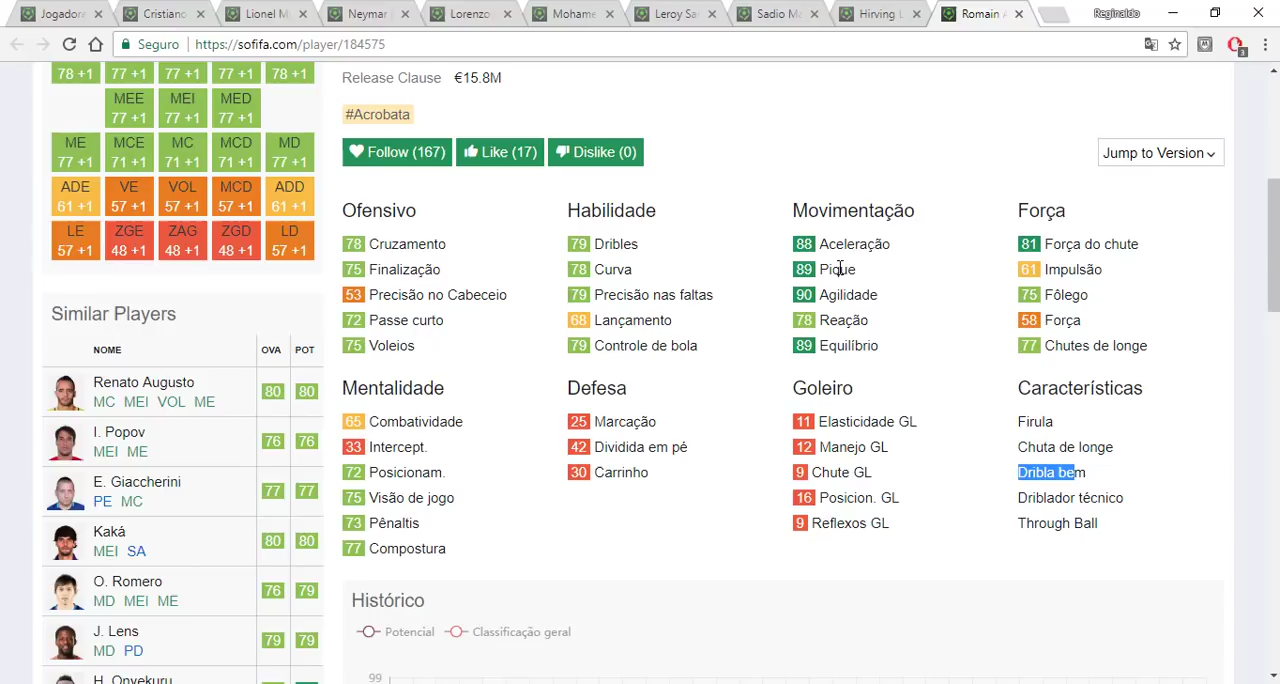 Jogadora
Cristiano
Lionel M
Neymar
Lorenzo
Mohame
Leroy Sa
Sadio Ma
Hirving L
Romain A
Reginaldo
Seguro
https://sofifa.com/player/184575
78 +1 77 +1 77 +1 77 +1 78 +1
MEE MEI MED
77 +1 77 +1 77 +1
ME MCE MC MCD MD
77 +1 71 +1 71 +1 71 +1 77 +1
ADE VE VOL MCD ADD
61 +1 57 +1 57 +1 57 +1 61 +1
LE ZGE ZAG ZGD LD
57 +1 48 +1 48 +1 48 +1 57 +1
Similar Players
NOME OVA POT
Renato Augusto
MC MEI VOL ME
80 80
I. Popov
MEI ME
76 76
E. Giaccherini
PE MC
77 77
Kaká
MEI SA
80 80
O. Romero
MD MEI ME
76 79
J. Lens
MD PD
79 79
H. Onyekuru
Release Clause €15.8M
#Acrobata
Follow (167)
Like (17)
Dislike (0)
Jump to Version
Ofensivo
78 Cruzamento
75 Finalização
53 Precisão no Cabeceio
72 Passe curto
75 Voleios
Habilidade
79 Dribles
78 Curva
79 Precisão nas faltas
68 Lançamento
79 Controle de bola
Movimentação
88 Aceleração
89 Pique
90 Agilidade
78 Reação
89 Equilíbrio
Força
81 Força do chute
61 Impulsão
75 Fôlego
58 Força
77 Chutes de longe
Mentalidade
65 Combatividade
33 Intercept.
72 Posicionam.
75 Visão de jogo
73 Pênaltis
77 Compostura
Defesa
25 Marcação
42 Dividida em pé
30 Carrinho
Goleiro
11 Elasticidade GL
12 Manejo GL
9 Chute GL
16 Posicion. GL
9 Reflexos GL
Características
Firula
Chuta de longe
Dribla bem
Driblador técnico
Through Ball
Histórico
Potencial
Classificação geral
99